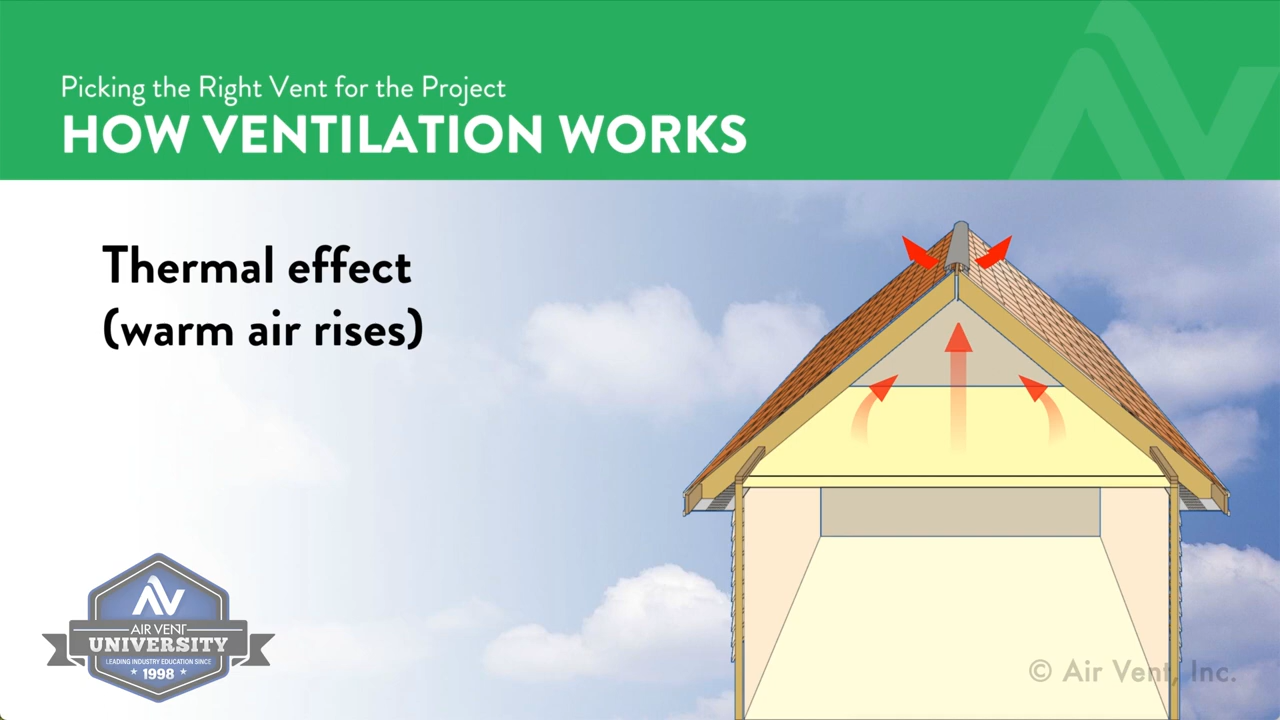 Picking the Right Vent for the Project
HOW VENTILATION WORKS
Thermal effect
(warm air rises)
AIR VENT
UNIVERSITY
LEADING INDUSTRY EDUCATION SINCE
1998
© Air Vent, Inc.